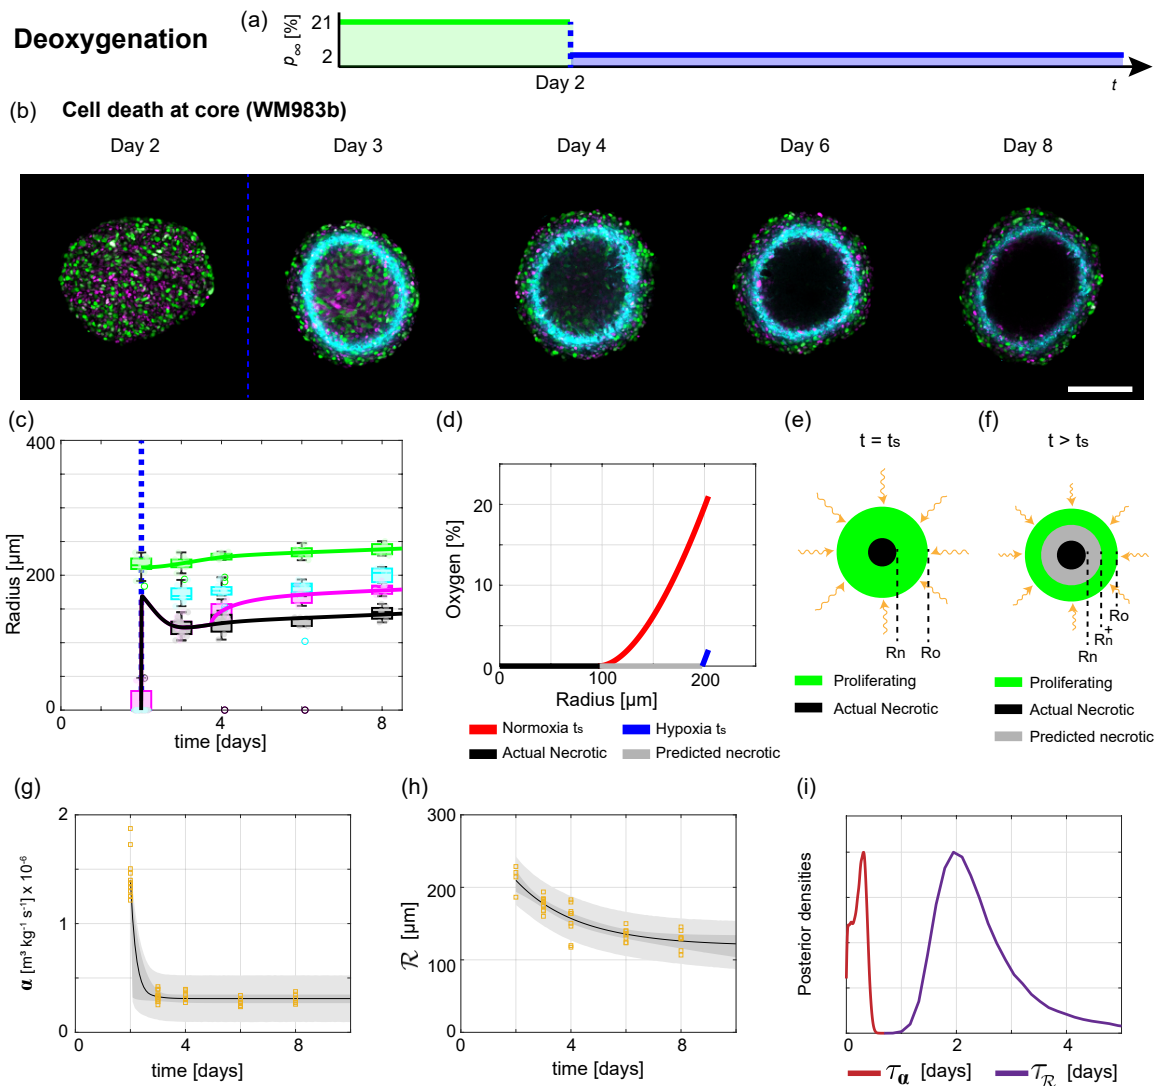 Deoxygenation
(a)
p∞ [%]
21
2
Day 2
t
(b) Cell death at core (WM983b)
Day 2 Day 3 Day 4 Day 6 Day 8
(c)
Radius [µm]
400
200
0
0 2 4 6 8
time [days]
(d)
Oxygen [%]
20
10
0
0 100 200
Radius [µm]
Normoxia ts Hypoxia ts
Actual Necrotic Predicted necrotic
(e)
t = ts
Rn Ro
Proliferating
Actual Necrotic
(f)
t > ts
Ro
Rn+
Rn
Proliferating
Actual Necrotic
Predicted necrotic
(g)
α [m³ kg⁻¹ s⁻¹] x 10⁻⁶
2
1
0
0 4 8
time [days]
(h)
ℛ [µm]
300
200
100
0
0 4 8
time [days]
(i)
Posterior densities
0 2 4
τα [days] τℛ [days]